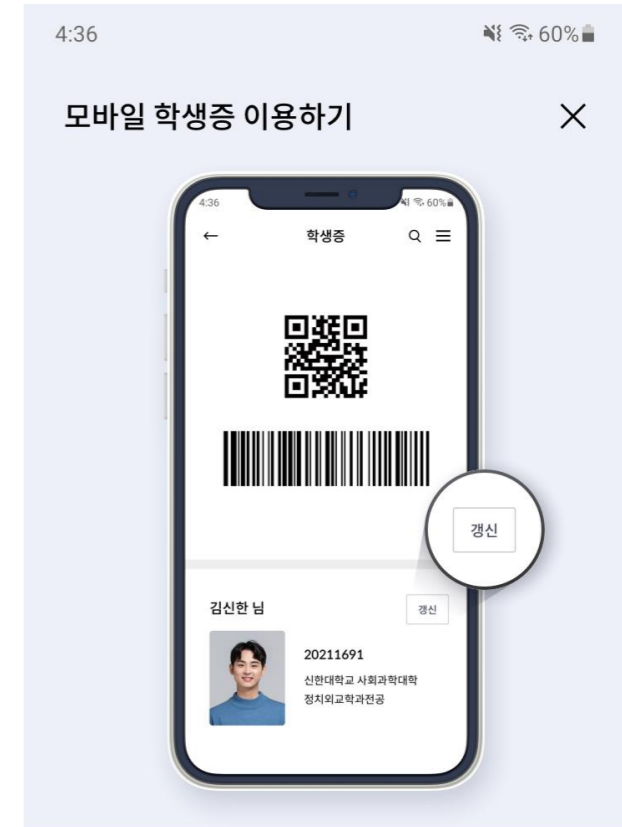 4:36 60%
모바일 학생증 이용하기
4:36 60%
학생증
갱신
김신한 님
갱신
20211691
신한대학교 사회과학대학
정치외교학과전공